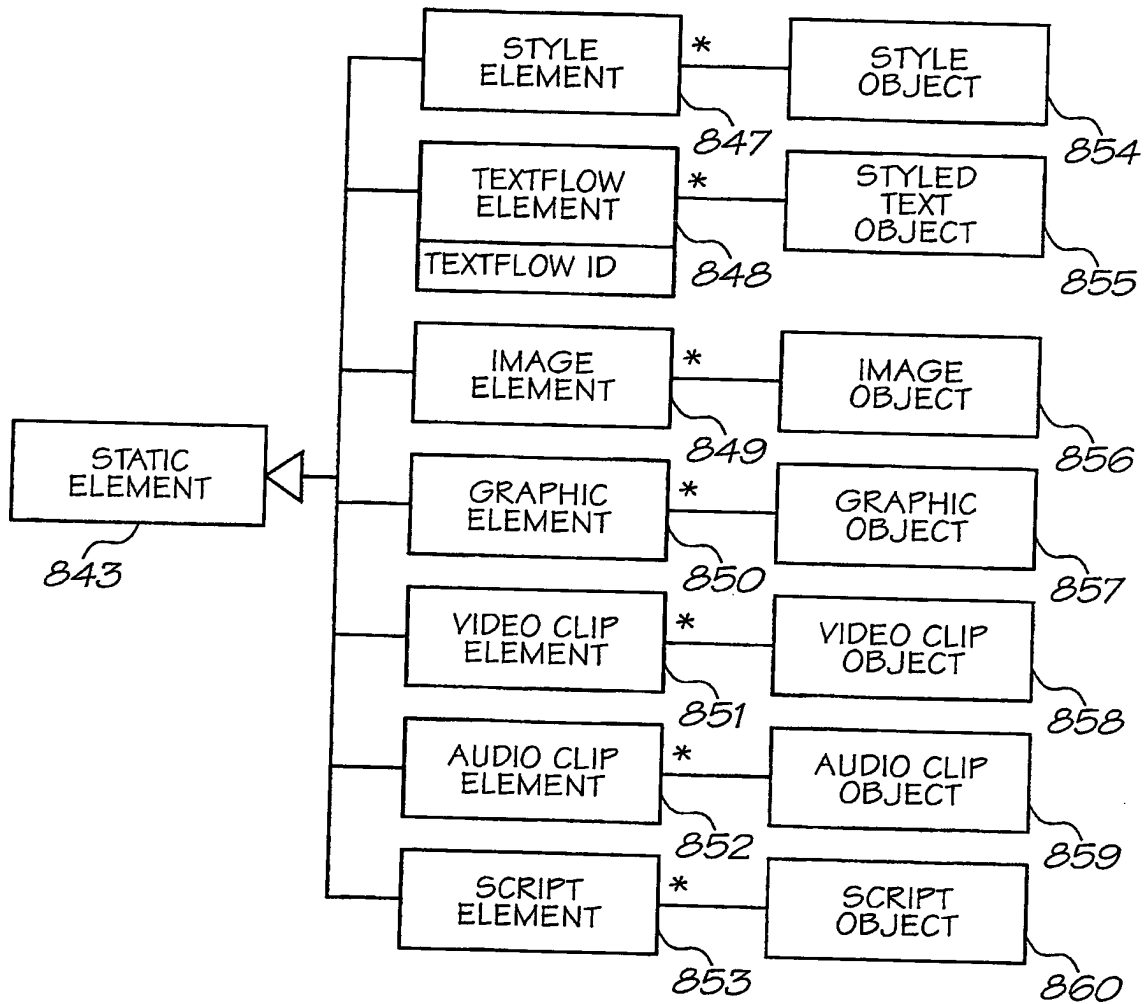 STYLE
ELEMENT
*
STYLE
OBJECT
847
854
TEXTFLOW
ELEMENT
TEXTFLOW ID
*
STYLED
TEXT
OBJECT
848
855
IMAGE
ELEMENT
*
IMAGE
OBJECT
849
856
STATIC
ELEMENT
843
GRAPHIC
ELEMENT
*
GRAPHIC
OBJECT
850
857
VIDEO CLIP
ELEMENT
*
VIDEO CLIP
OBJECT
851
858
AUDIO CLIP
ELEMENT
*
AUDIO CLIP
OBJECT
852
859
SCRIPT
ELEMENT
*
SCRIPT
OBJECT
853
860